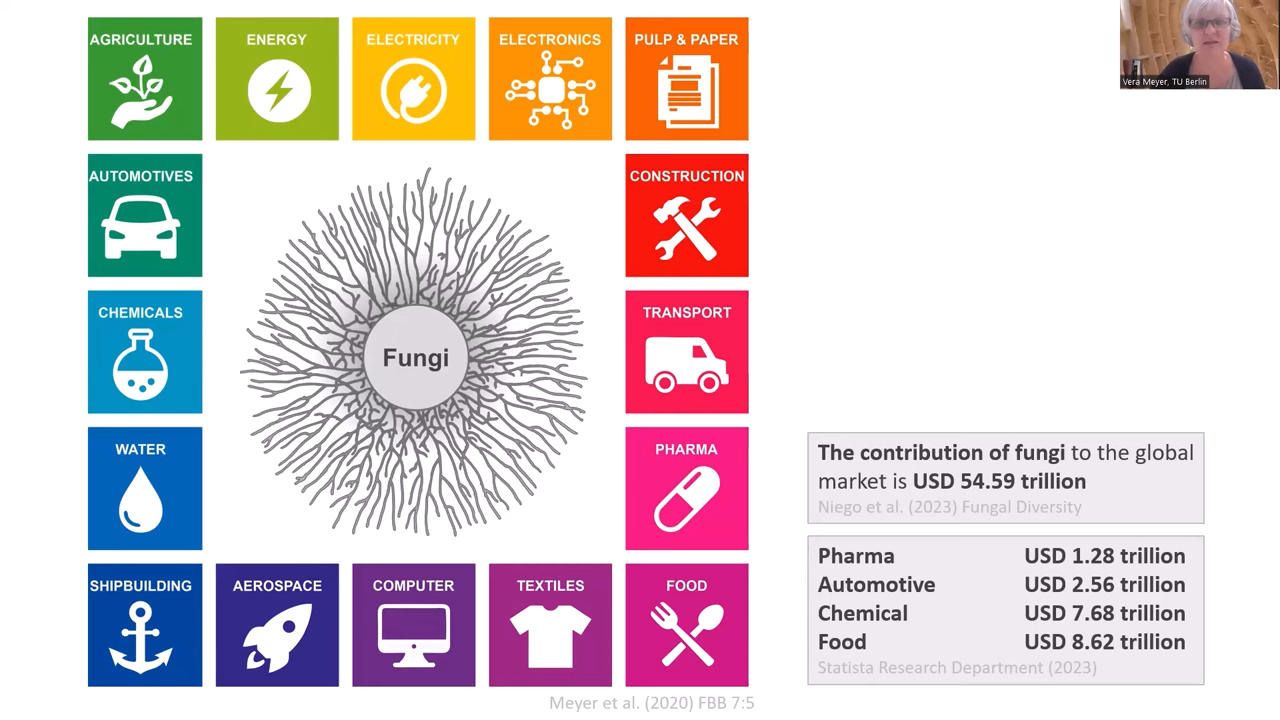 AGRICULTURE
ENERGY
ELECTRICITY
ELECTRONICS
PULP & PAPER
Vera Meyer, TU Berlin
AUTOMOTIVES
CONSTRUCTION
CHEMICALS
TRANSPORT
Fungi
WATER
PHARMA
SHIPBUILDING
AEROSPACE
COMPUTER
TEXTILES
FOOD
Meyer et al. (2020) FBB 7:5
The contribution of fungi to the global
market is USD 54.59 trillion
Niego et al. (2023) Fungal Diversity
Pharma USD 1.28 trillion
Automotive USD 2.56 trillion
Chemical USD 7.68 trillion
Food USD 8.62 trillion
Statista Research Department (2023)